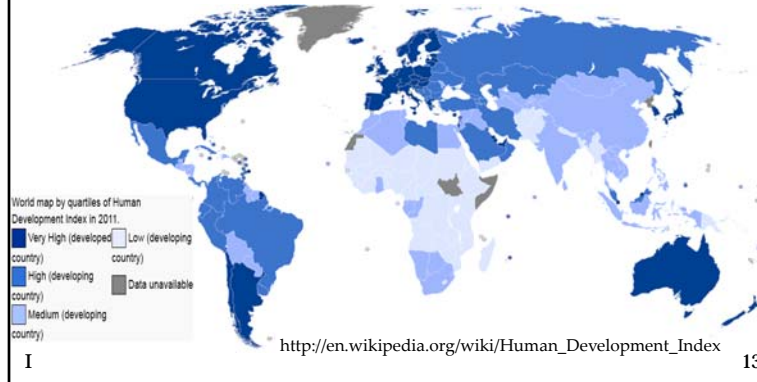 World map by quartiles of Human
Development Index in 2011.
Very High (developed country)
Low (developing country)
High (developing country)
Data unavailable
Medium (developing country)
http://en.wikipedia.org/wiki/Human_Development_Index
I
13